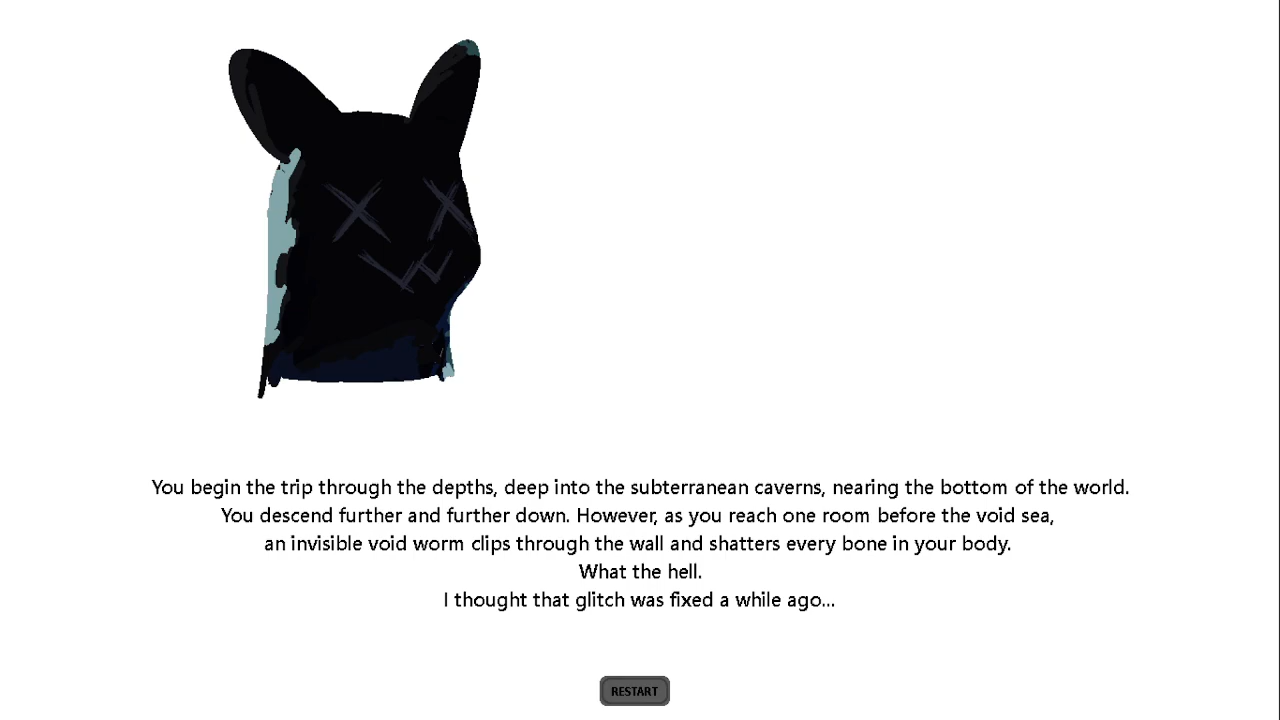 You begin the trip through the depths, deep into the subterranean caverns, nearing the bottom of the world.
You descend further and further down. However, as you reach one room before the void sea,
an invisible void worm clips through the wall and shatters every bone in your body.
What the hell.
I thought that glitch was fixed a while ago...
RESTART